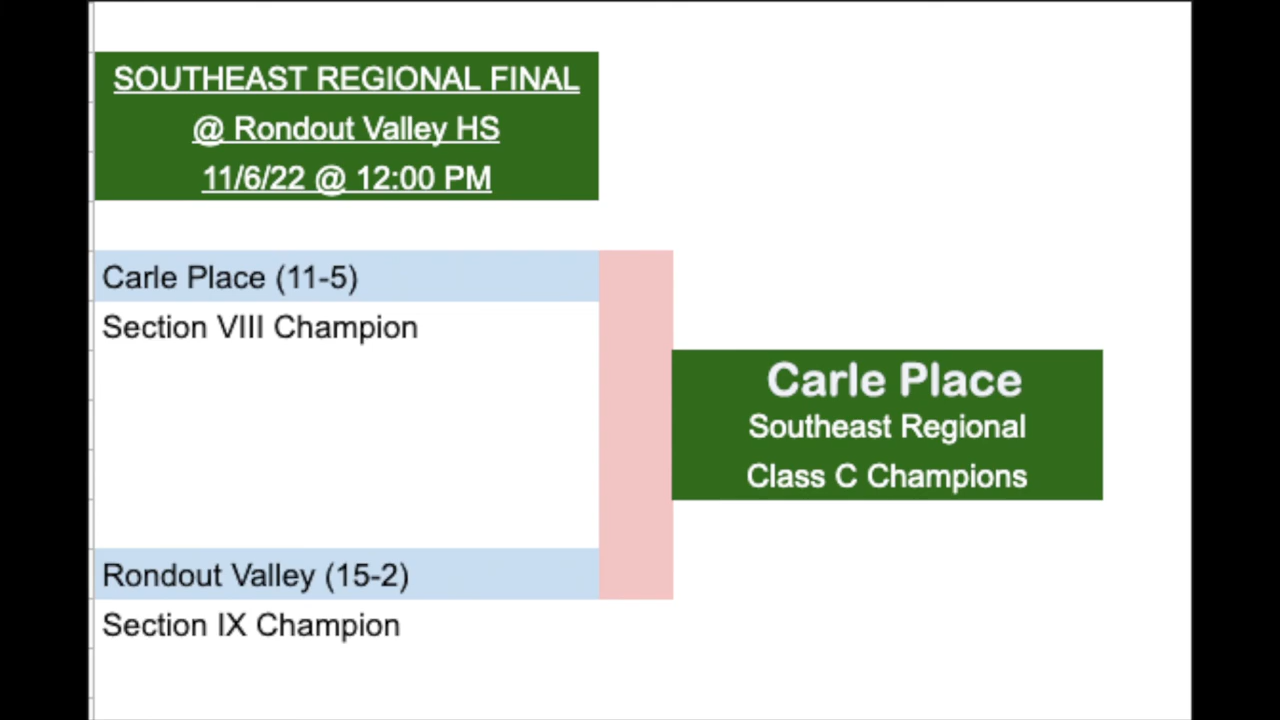 SOUTHEAST REGIONAL FINAL
@ Rondout Valley HS
11/6/22 @ 12:00 PM
Carle Place (11-5)
Section VIII Champion
Carle Place
Southeast Regional
Class C Champions
Rondout Valley (15-2)
Section IX Champion